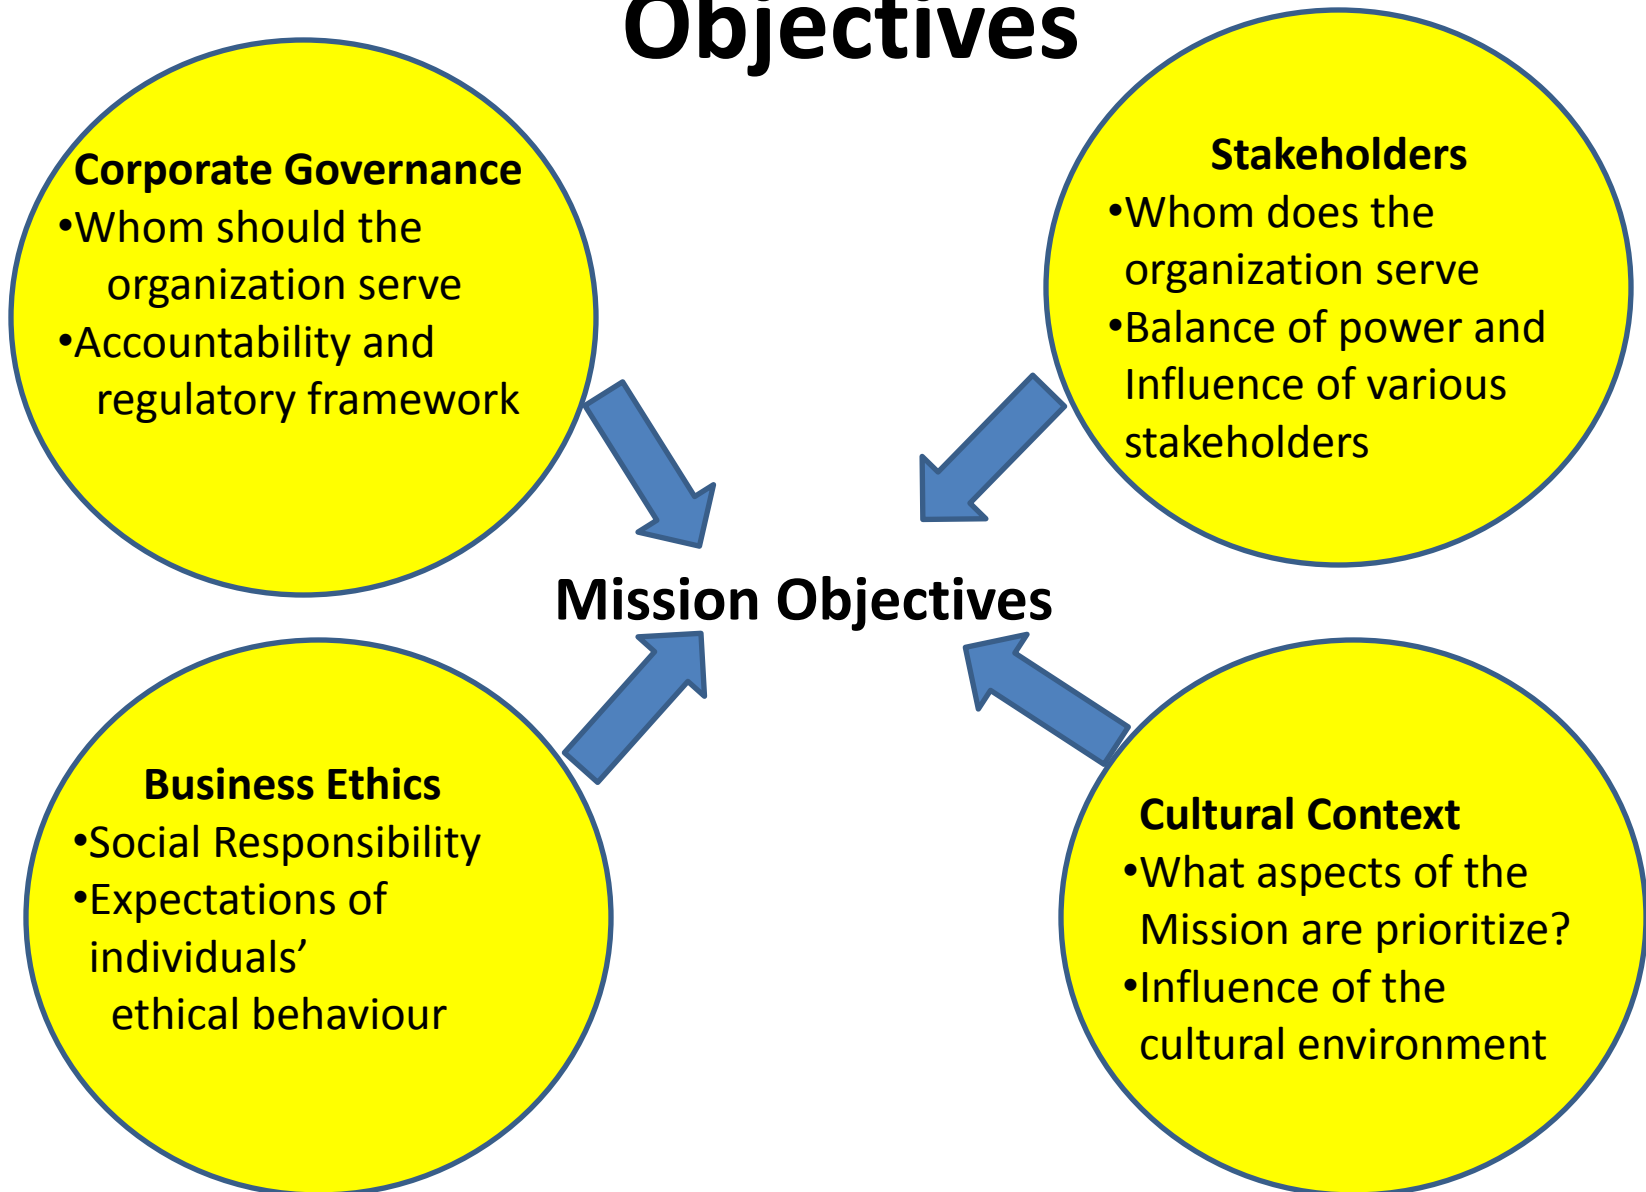 Objectives
Corporate Governance
•Whom should the
organization serve
•Accountability and
regulatory framework
Stakeholders
•Whom does the
organization serve
•Balance of power and
Influence of various
stakeholders
Mission Objectives
Business Ethics
•Social Responsibility
•Expectations of
individuals’
ethical behaviour
Cultural Context
•What aspects of the
Mission are prioritize?
•Influence of the
cultural environment